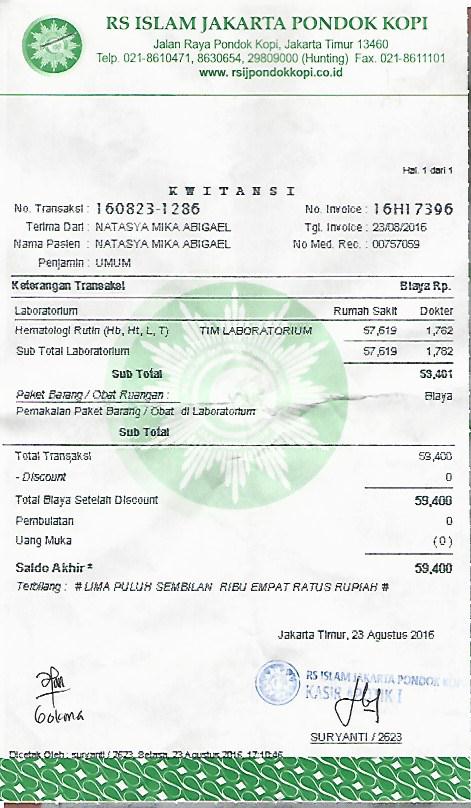 RS ISLAM JAKARTA PONDOK KOPI
Jalan Raya Pondok Kopi, Jakarta Timur 13460
Telp. 021-8610471, 8630654, 29809000 (Hunting) Fax. 021-8611101
www.rsijpondokkopi.co.id
Hal. 1 dari 1
KWITANSI
No. Transaksi : 160823-1286 No. Invoice : 16H17396
Terima Dari : NATASYA MIKA ABIGAEL Tgl. Invoice : 23/08/2016
Nama Pasien : NATASYA MIKA ABIGAEL No Med. Rec. : 00757059
Penjamin : UMUM
Keterangan Transaksi Biaya Rp.
Laboratorium Rumah Sakit Dokter
Hematologi Rutin (Hb, Ht, L, T) TIM LABORATORIUM 57,619 1,782
Sub Total Laboratorium 57,619 1,782
Sub Total 59,401
Paket Barang / Obat Ruangan : Biaya
Pemakaian Paket Barang / Obat di Laboratorium
Sub Total
Total Transaksi 59,400
- Discount 0
Total Biaya Setelah Discount 59,400
Pembulatan 0
Uang Muka (0)
Saldo Akhir * 59,400
Terbilang : # LIMA PULUH SEMBILAN RIBU EMPAT RATUS RUPIAH #
Jakarta Timur, 23 Agustus 2016
RS ISLAM JAKARTA PONDOK KOPI
KASIR
Gokma
SURYANTI / 2623
Dicetak Oleh : suryanti / 2623, Selasa, 23 Agustus 2016, 17:10:46